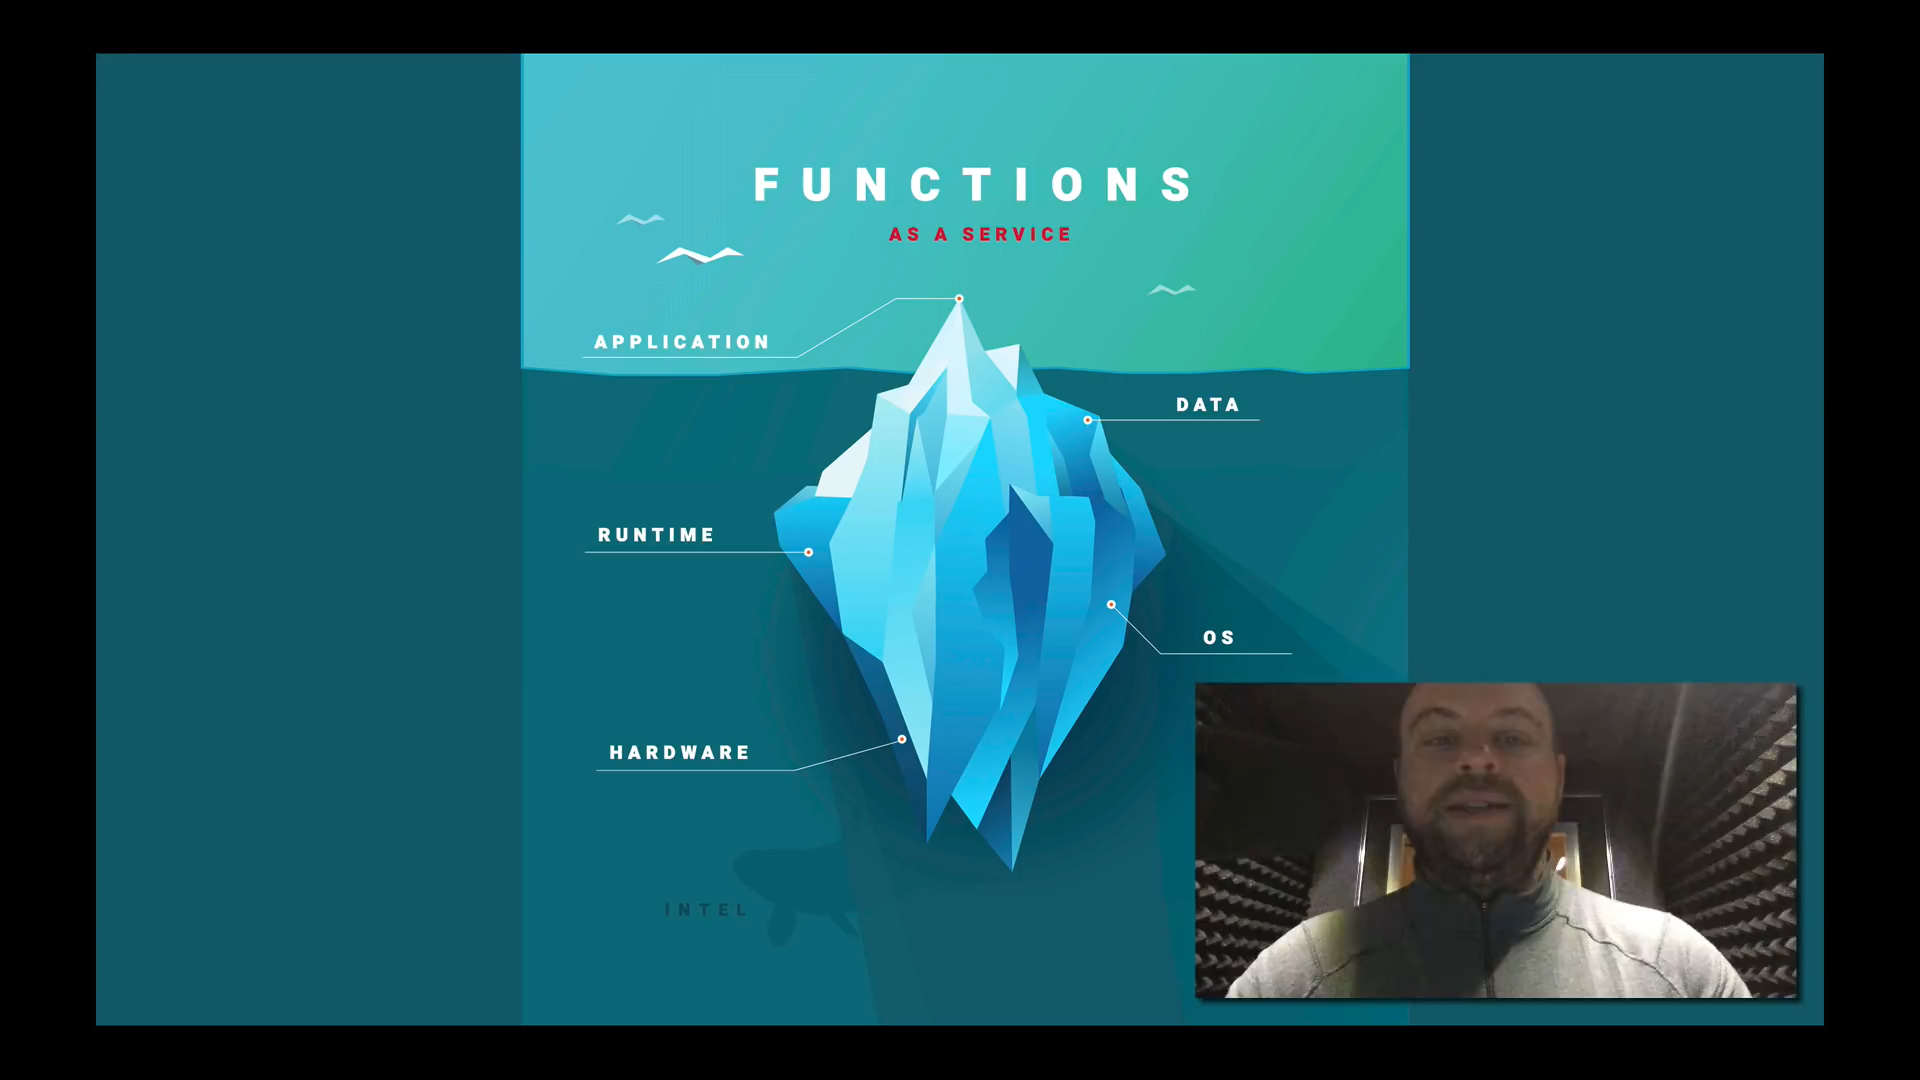 FUNCTIONS
AS A SERVICE
APPLICATION
DATA
RUNTIME
OS
HARDWARE
INTEL